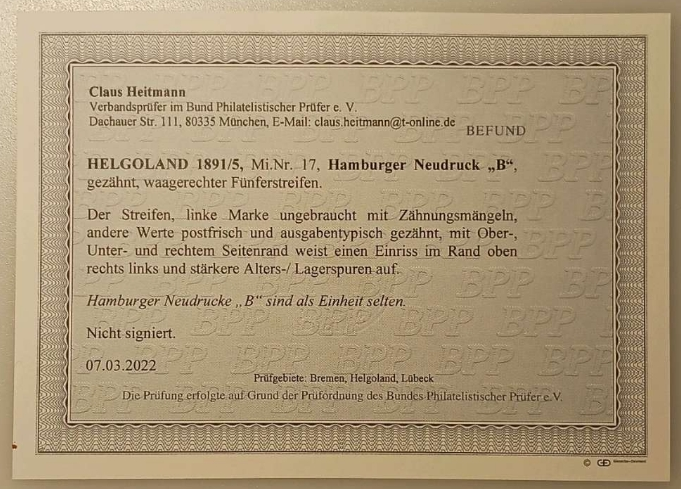 Claus Heitmann
Verbandsprüfer im Bund Philatelistischer Prüfer e. V.
Dachauer Str. 111, 80335 München, E-Mail: claus.heitmann@t-online.de
BEFUND
HELGOLAND 1891/5, Mi.Nr. 17, Hamburger Neudruck „B“,
gezähnt, waagerechter Fünferstreifen.
Der Streifen, linke Marke ungebraucht mit Zähnungsmängeln,
andere Werte postfrisch und ausgabentypisch gezähnt, mit Ober-,
Unter- und rechtem Seitenrand weist einen Einriss im Rand oben
rechts links und stärkere Alters-/ Lagerspuren auf.
Hamburger Neudrucke „B“ sind als Einheit selten.
Nicht signiert.
07.03.2022
Prüfgebiete: Bremen, Helgoland, Lübeck
Die Prüfung erfolgte auf Grund der Prüfordnung des Bundes Philatelistischer Prüfer e.V.